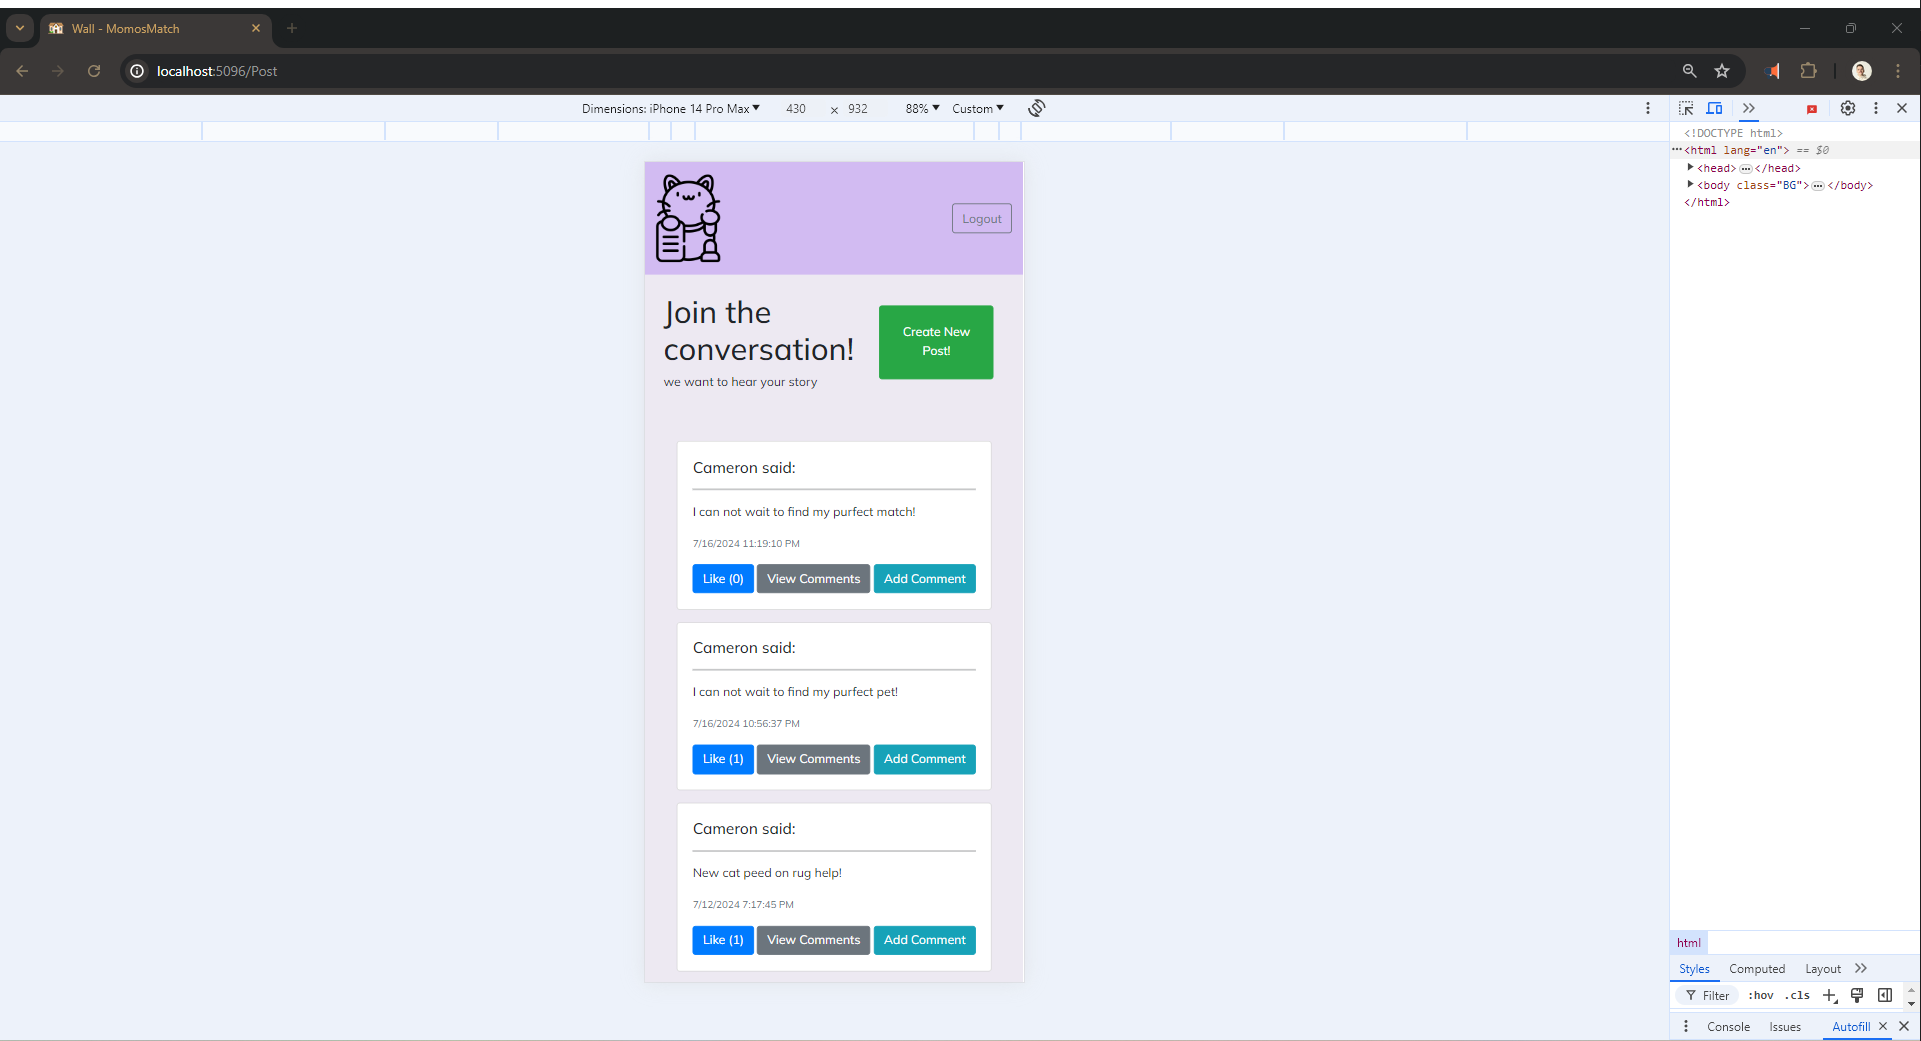 Wall - MomosMatch
localhost:5096/Post
Dimensions: iPhone 14 Pro Max 430 × 932 88% Custom
<!DOCTYPE html>
<html lang="en"> == $0
<head> </head>
<body class="BG"> </body>
</html>
Logout
Join the
conversation!
we want to hear your story
Create New
Post!
Cameron said:
I can not wait to find my purfect match!
7/16/2024 11:19:10 PM
Like (0) View Comments Add Comment
Cameron said:
I can not wait to find my purfect pet!
7/16/2024 10:56:37 PM
Like (1) View Comments Add Comment
Cameron said:
New cat peed on rug help!
7/12/2024 7:17:45 PM
Like (1) View Comments Add Comment
html
Styles Computed Layout
Filter :hov .cls
Console Issues Autofill